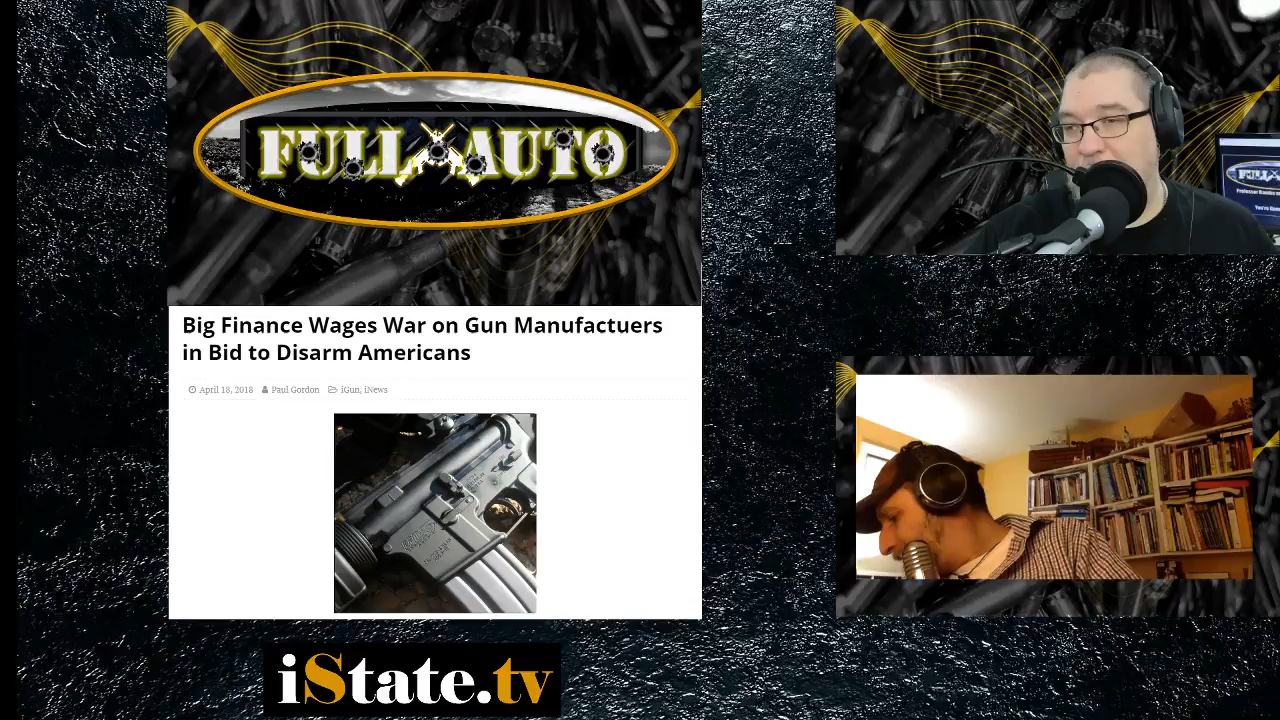 FULL AUTO
Big Finance Wages War on Gun Manufactuers
in Bid to Disarm Americans
April 18, 2018 Paul Gordon iGun, iNews
iState.tv
FULL